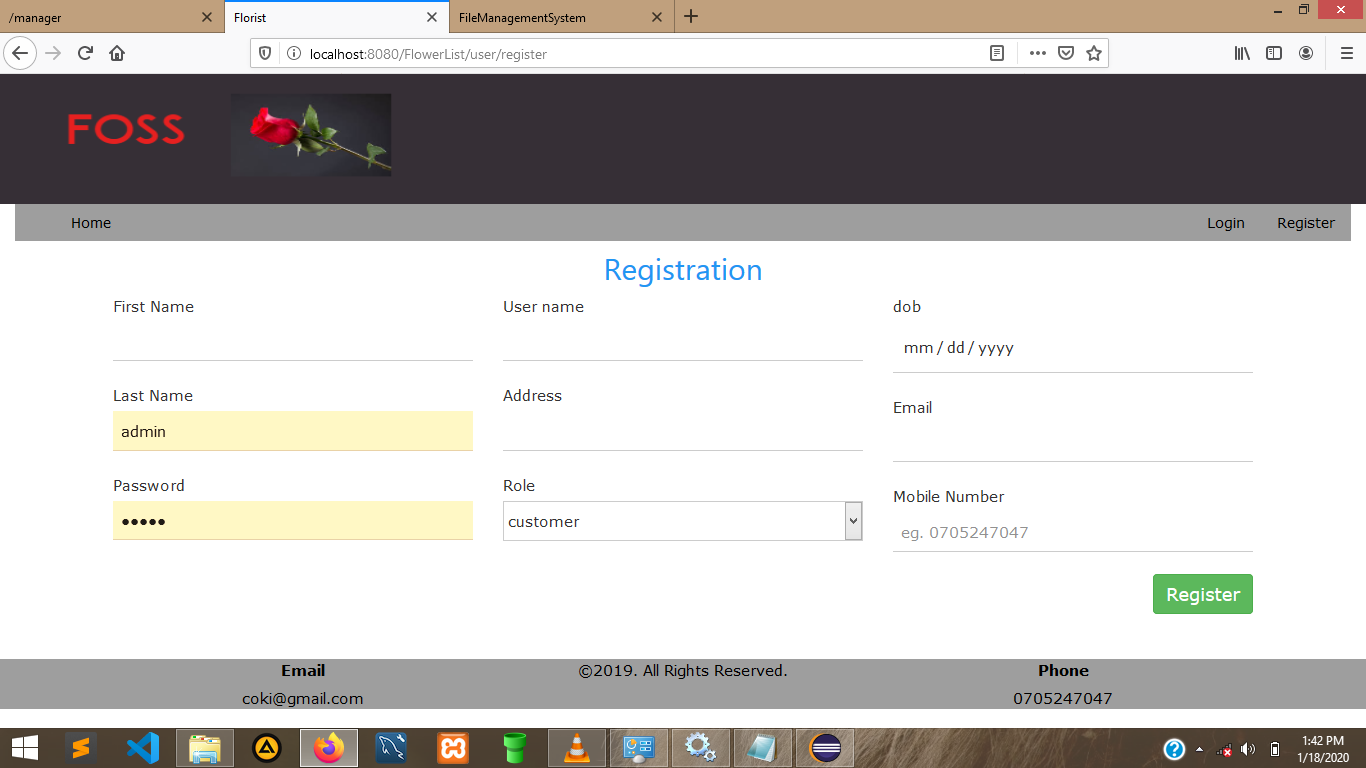 /manager
Florist
FileManagementSystem
localhost:8080/FlowerList/user/register
FOSS
Home
Login
Register
Registration
First Name
User name
dob
mm / dd / yyyy
Last Name
Address
Email
admin
Password
Role
Mobile Number
•••••
customer
eg. 0705247047
Register
Email
©2019. All Rights Reserved.
Phone
coki@gmail.com
0705247047
1:42 PM
1/18/2020